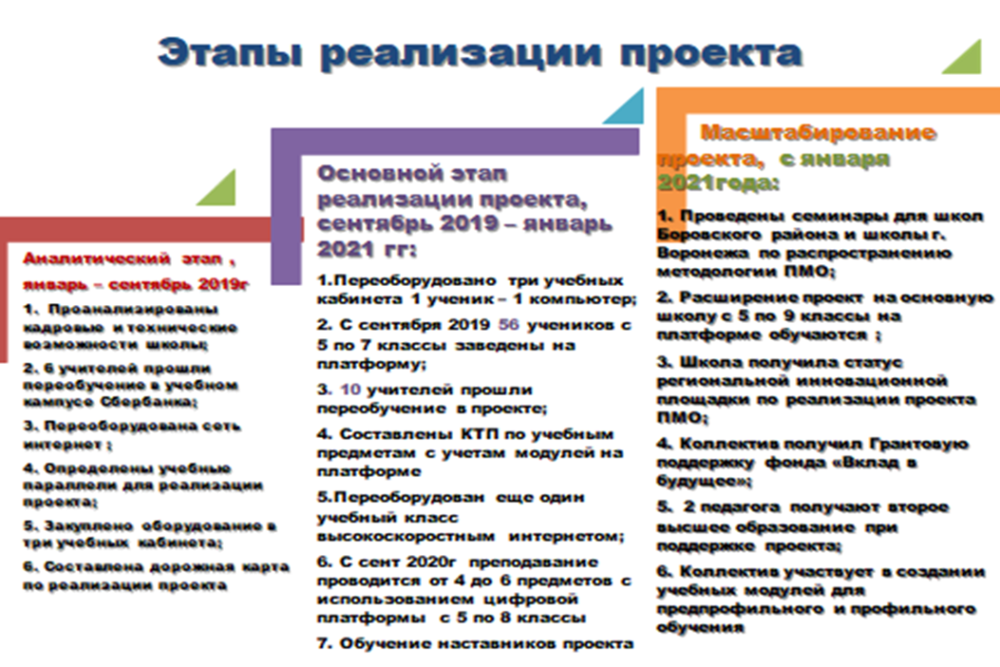 Этапы реализации проекта
Аналитический этап ,
январь – сентябрь 2019г
1. Проанализированы
кадровые и технические
возможности школы;
2. 6 учителей прошли
переобучение в учебном
кампусе Сбербанка;
3. Переоборудована сеть
интернет ;
4. Определены учебные
параллели для реализации
проекта;
5. Закуплено оборудование в
три учебных кабинета;
6. Составлена дорожная карта
по реализации проекта
Основной этап
реализации проекта,
сентябрь 2019 – январь
2021 гг:
1.Переоборудовано три учебных
кабинета 1 ученик – 1 компьютер;
2. С сентября 2019 56 учеников с
5 по 7 классы заведены на
платформу;
3. 10 учителей прошли
переобучение в проекте;
4. Составлены КТП по учебным
предметам с учетам модулей на
платформе
5.Переоборудован еще один
учебный класс
высокоскоростным интернетом;
6. С сент 2020г преподавание
проводится от 4 до 6 предметов с
использованием цифровой
платформы с 5 по 8 классы
7. Обучение наставников проекта
Масштабирование
проекта, с января
2021года:
1. Проведены семинары для школ
Боровского района и школы г.
Воронежа по распространению
методологии ПМО;
2. Расширение проект на основную
школу с 5 по 9 классы на
платформе обучаются ;
3. Школа получила статус
региональной инновационной
площадки по реализации проекта
ПМО;
4. Коллектив получил Грантовую
поддержку фонда «Вклад в
будущее»;
5. 2 педагога получают второе
высшее образование при
поддержке проекта;
6. Коллектив участвует в создании
учебных модулей для
предпрофильного и профильного
обучения